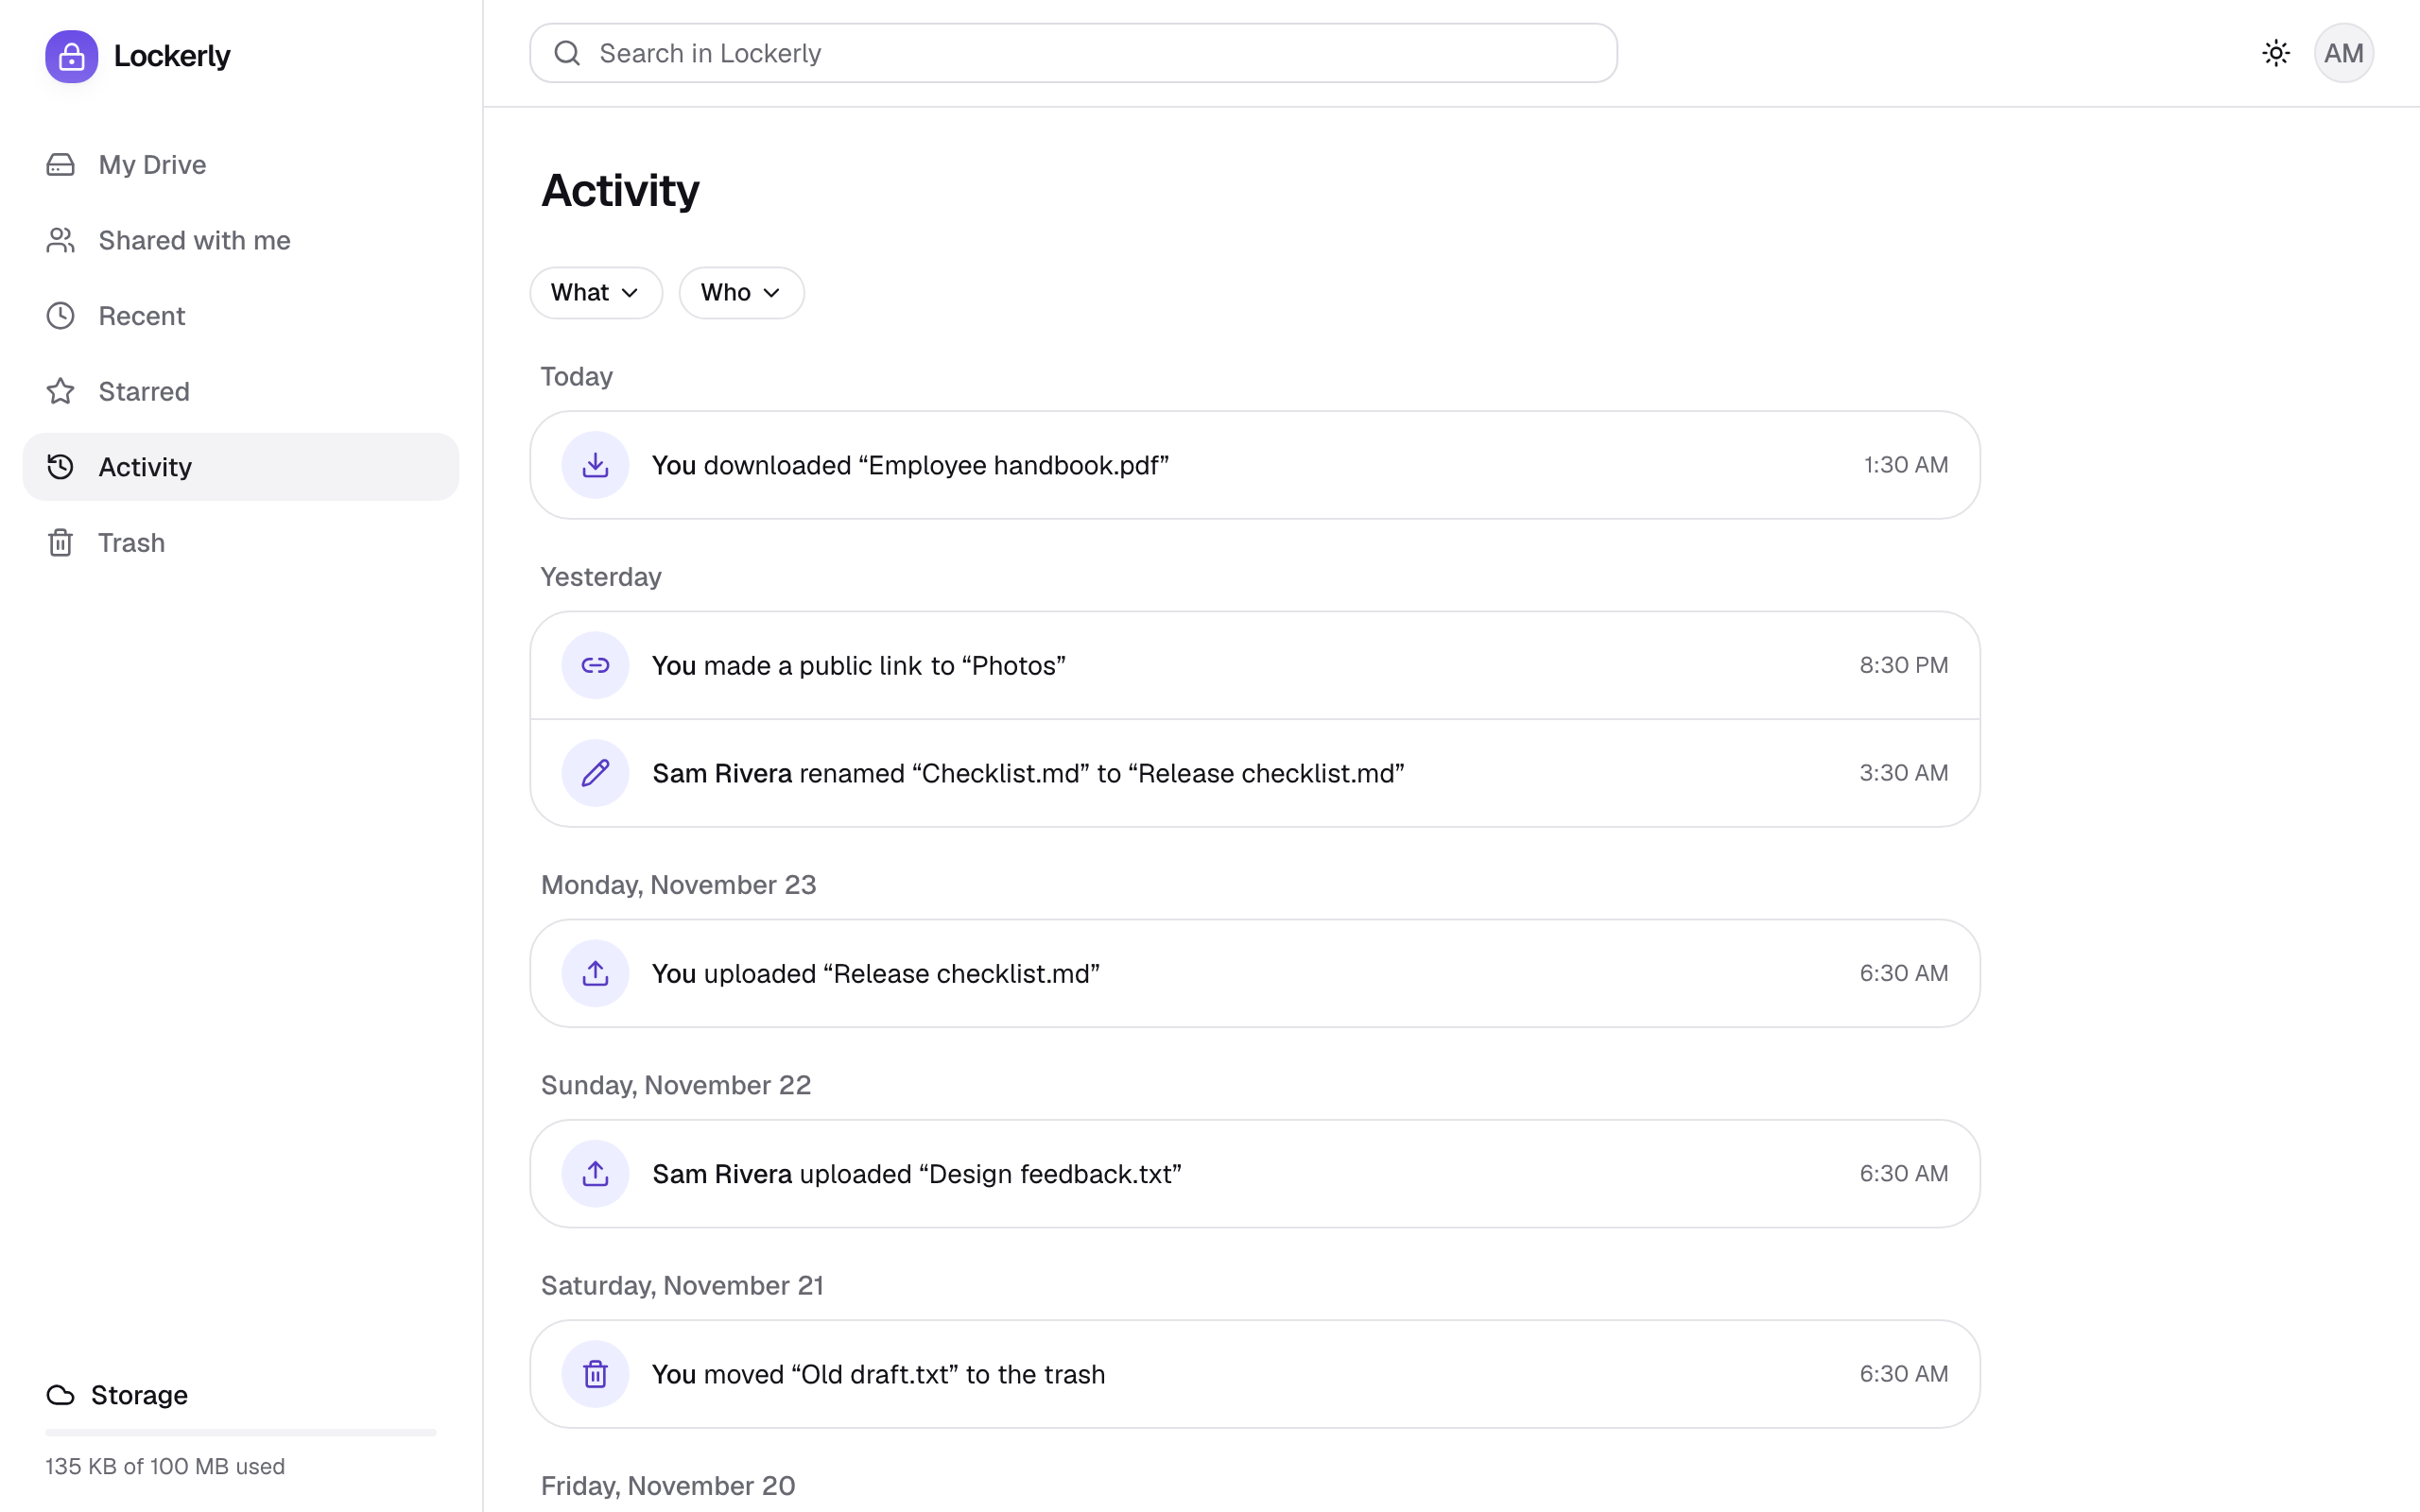 Lockerly
Search in Lockerly
AM
My Drive
Shared with me
Recent
Starred
Activity
Trash
Storage
135 KB of 100 MB used
Activity
What
Who
Today
You downloaded “Employee handbook.pdf”
1:30 AM
Yesterday
You made a public link to “Photos”
8:30 PM
Sam Rivera renamed “Checklist.md” to “Release checklist.md”
3:30 AM
Monday, November 23
You uploaded “Release checklist.md”
6:30 AM
Sunday, November 22
Sam Rivera uploaded “Design feedback.txt”
6:30 AM
Saturday, November 21
You moved “Old draft.txt” to the trash
6:30 AM
Friday, November 20